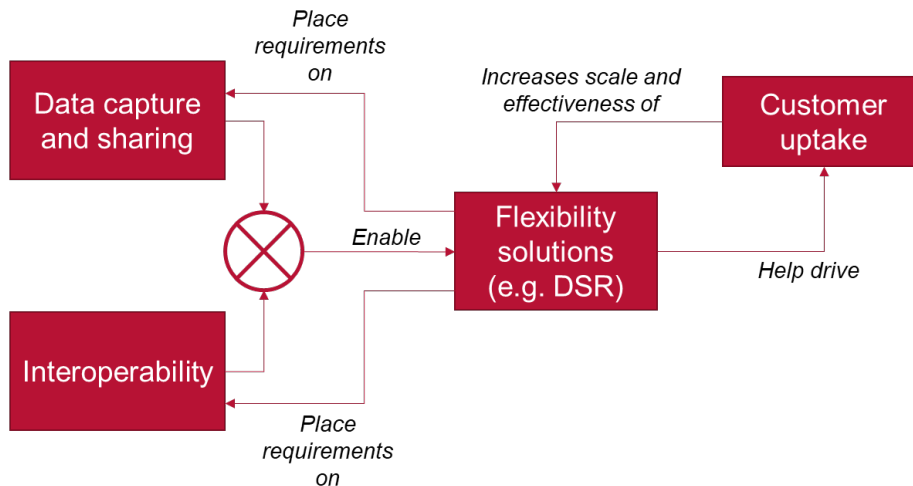 Place
requirements
on
Data capture
and sharing
Increases scale and
effectiveness of
Customer
uptake
Enable
Flexibility
solutions
(e.g. DSR)
Help drive
Interoperability
Place
requirements
on